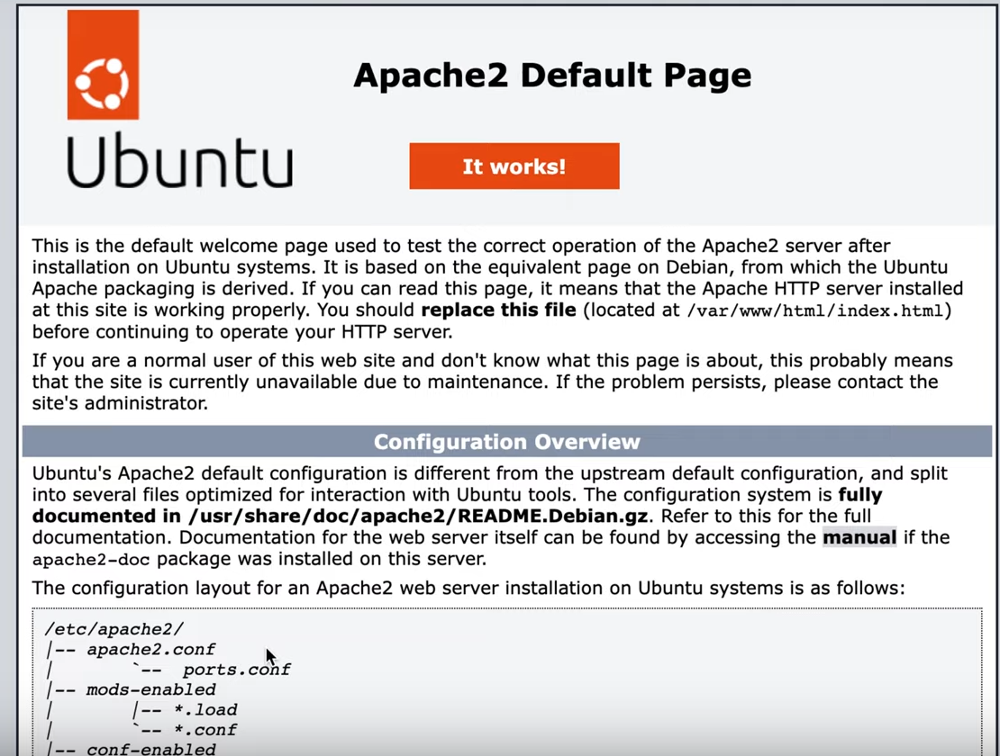 Apache2 Default Page
Ubuntu
It works!
This is the default welcome page used to test the correct operation of the Apache2 server after
installation on Ubuntu systems. It is based on the equivalent page on Debian, from which the Ubuntu
Apache packaging is derived. If you can read this page, it means that the Apache HTTP server installed
at this site is working properly. You should replace this file (located at /var/www/html/index.html)
before continuing to operate your HTTP server.
If you are a normal user of this web site and don't know what this page is about, this probably means
that the site is currently unavailable due to maintenance. If the problem persists, please contact the
site's administrator.
Configuration Overview
Ubuntu's Apache2 default configuration is different from the upstream default configuration, and split
into several files optimized for interaction with Ubuntu tools. The configuration system is fully
documented in /usr/share/doc/apache2/README.Debian.gz. Refer to this for the full
documentation. Documentation for the web server itself can be found by accessing the manual if the
apache2-doc package was installed on this server.
The configuration layout for an Apache2 web server installation on Ubuntu systems is as follows:
/etc/apache2/
|-- apache2.conf
|       `--  ports.conf
|-- mods-enabled
|       |-- *.load
|       `-- *.conf
|-- conf-enabled